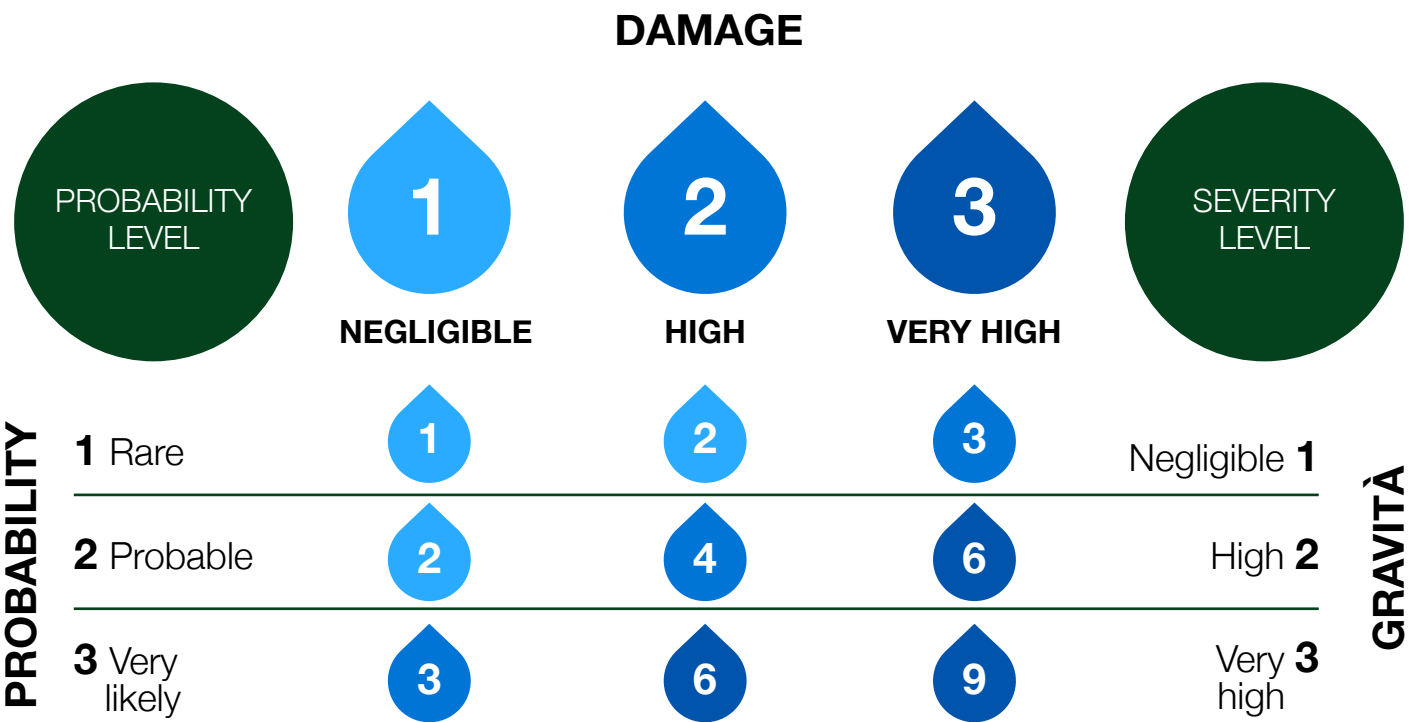 DAMAGE
PROBABILITY
LEVEL
1
2
3
SEVERITY
LEVEL
NEGLIGIBLE
HIGH
VERY HIGH
PROBABILITY
1 Rare
1
2
3
Negligible 1
2 Probable
2
4
6
High 2
3 Very
likely
3
6
9
Very 3
high
GRAVITÀ